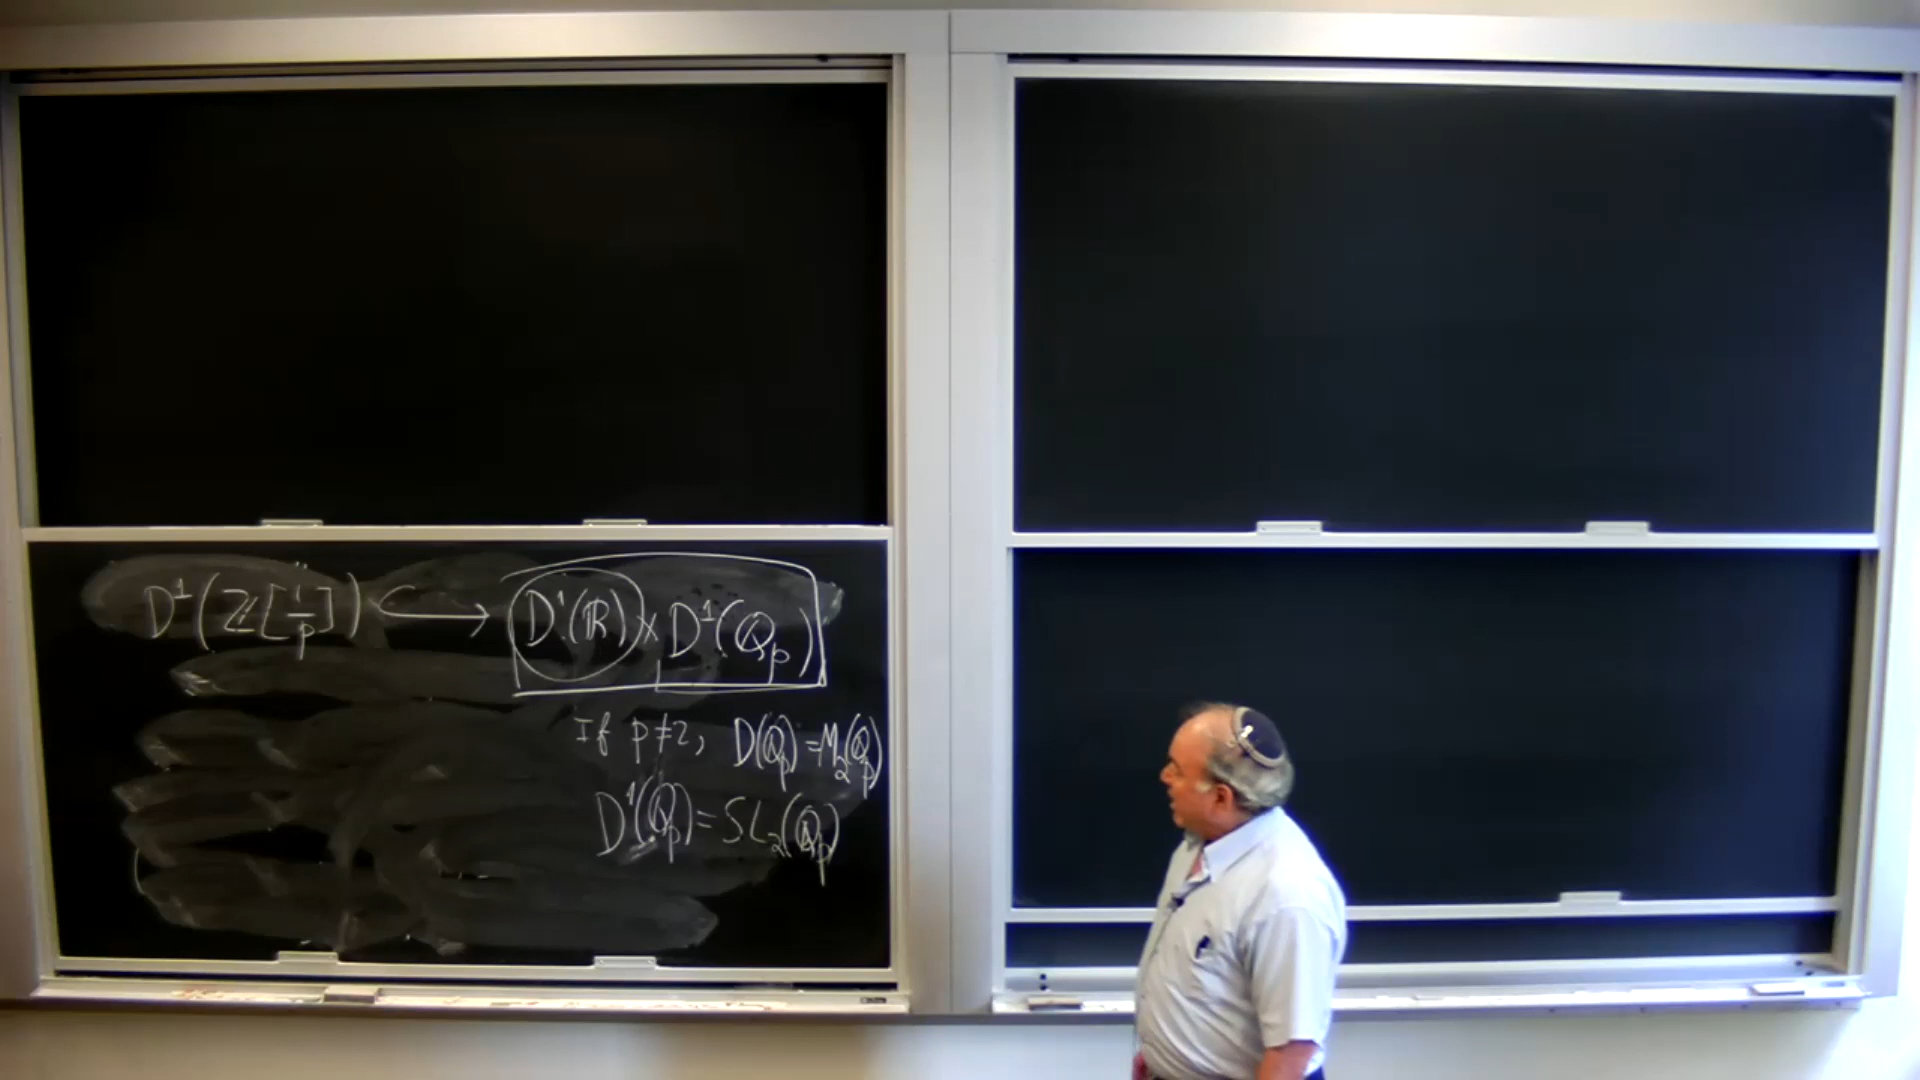 D¹(ℤ[1/p]) ↪ D¹(ℝ) × D¹(ℚₚ)
If p≠2, D(ℚₚ)=M₂(ℚₚ)
D¹(ℚₚ)=SL₂(ℚₚ)